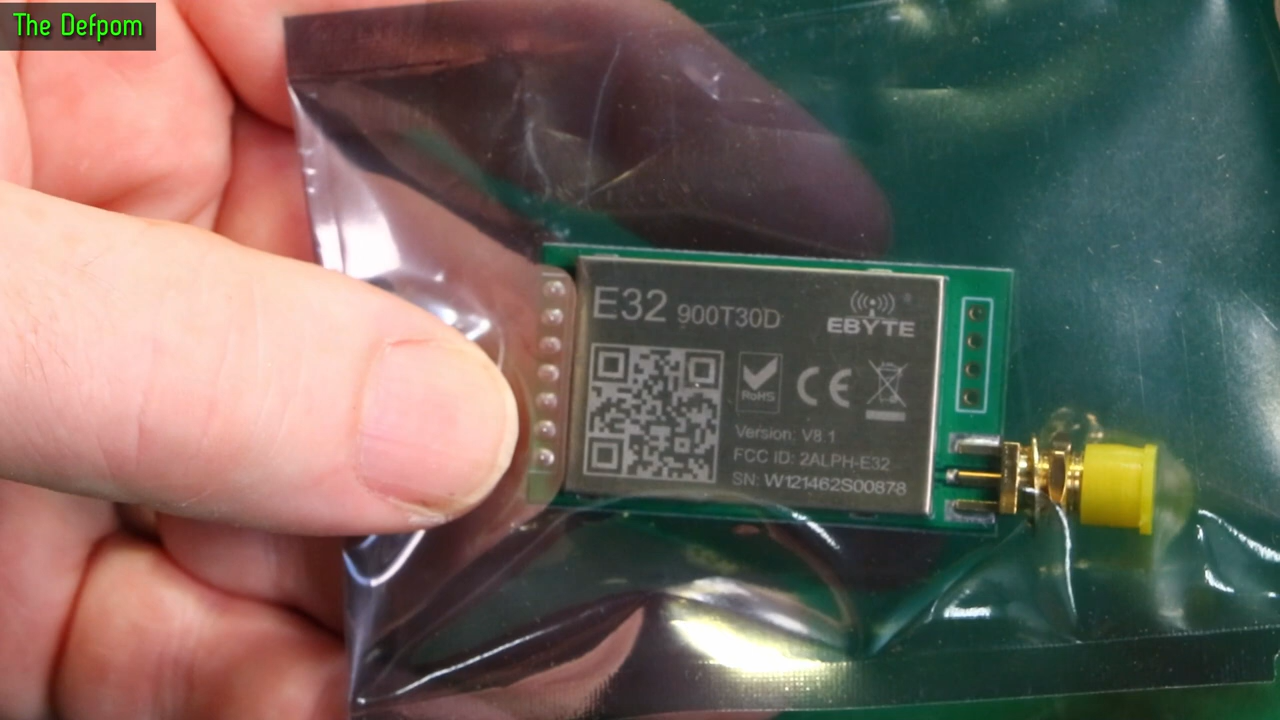 The Defpom
E32 900T30D
EBYTE
RoHS
CE
Version: V8.1
FCC ID: 2ALPH-E32
SN: W121462S00878